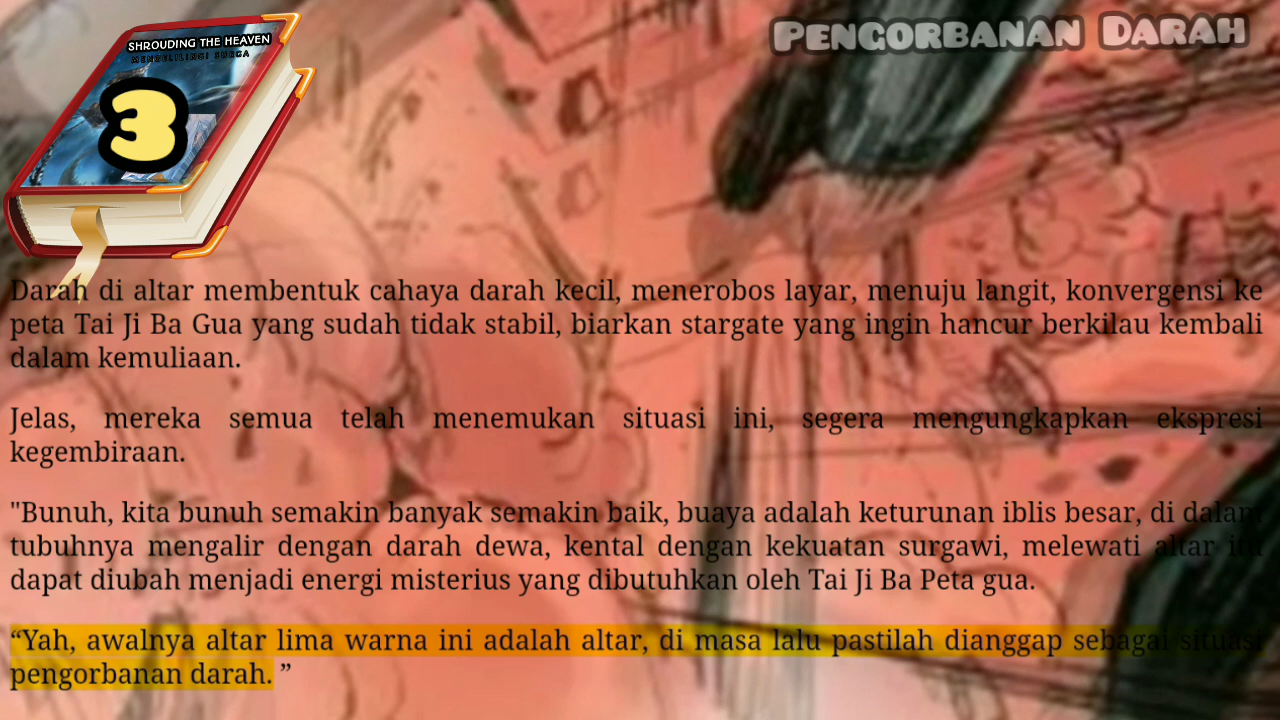 SHROUDING THE HEAVEN
MENGELILINGI SURGA
3
PENGORBANAN DARAH
Darah di altar membentuk cahaya darah kecil, menerobos layar, menuju langit, konvergensi ke
peta Tai Ji Ba Gua yang sudah tidak stabil, biarkan stargate yang ingin hancur berkilau kembali
dalam kemuliaan.
Jelas, mereka semua telah menemukan situasi ini, segera mengungkapkan ekspresi
kegembiraan.
"Bunuh, kita bunuh semakin banyak semakin baik, buaya adalah keturunan iblis besar, di dalam
tubuhnya mengalir dengan darah dewa, kental dengan kekuatan surgawi, melewati altar itu
dapat diubah menjadi energi misterius yang dibutuhkan oleh Tai Ji Ba Peta gua.
“Yah, awalnya altar lima warna ini adalah altar, di masa lalu pastilah dianggap sebagai situasi
pengorbanan darah. ”